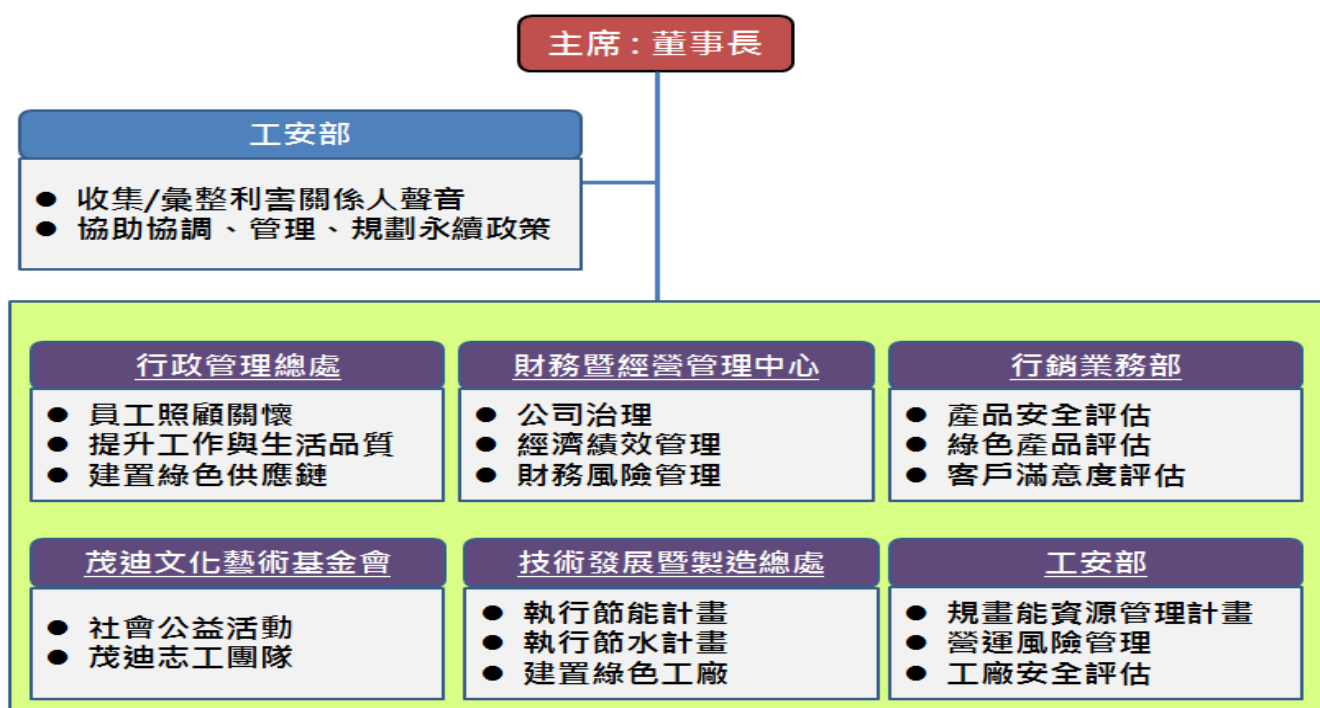 主席：董事長
工安部
● 收集/彙整利害關係人聲音
● 協助協調、管理、規劃永續政策
行政管理總處
● 員工照顧關懷
● 提升工作與生活品質
● 建置綠色供應鏈
財務暨經營管理中心
● 公司治理
● 經濟績效管理
● 財務風險管理
行銷業務部
● 產品安全評估
● 綠色產品評估
● 客戶滿意度評估
茂迪文化藝術基金會
● 社會公益活動
● 茂迪志工團隊
技術發展暨製造總處
● 執行節能計畫
● 執行節水計畫
● 建置綠色工廠
工安部
● 規畫能資源管理計畫
● 營運風險管理
● 工廠安全評估